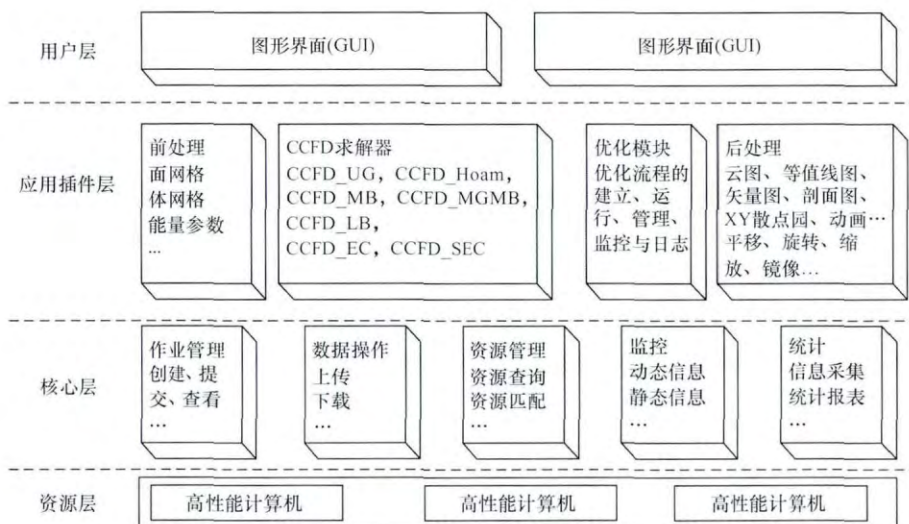 用户层
图形界面(GUI)
图形界面(GUI)
应用插件层
前处理
面网格
体网格
能量参数
...
CCFD求解器
CCFD_UG，CCFD_Hoam，
CCFD_MB，CCFD_MGMB，
CCFD_LB，
CCFD_EC，CCFD_SEC
优化模块
优化流程的
建立、运
行、管理、
监控与日志
后处理
云图、等值线图、
矢量图、剖面图、
XY散点园、动画…
平移、旋转、缩
放、镜像…
核心层
作业管理
创建、提
交、查看
…
数据操作
上传
下载
…
资源管理
资源查询
资源匹配
…
监控
动态信息
静态信息
…
统计
信息采集
统计报表
…
资源层
高性能计算机
高性能计算机
高性能计算机